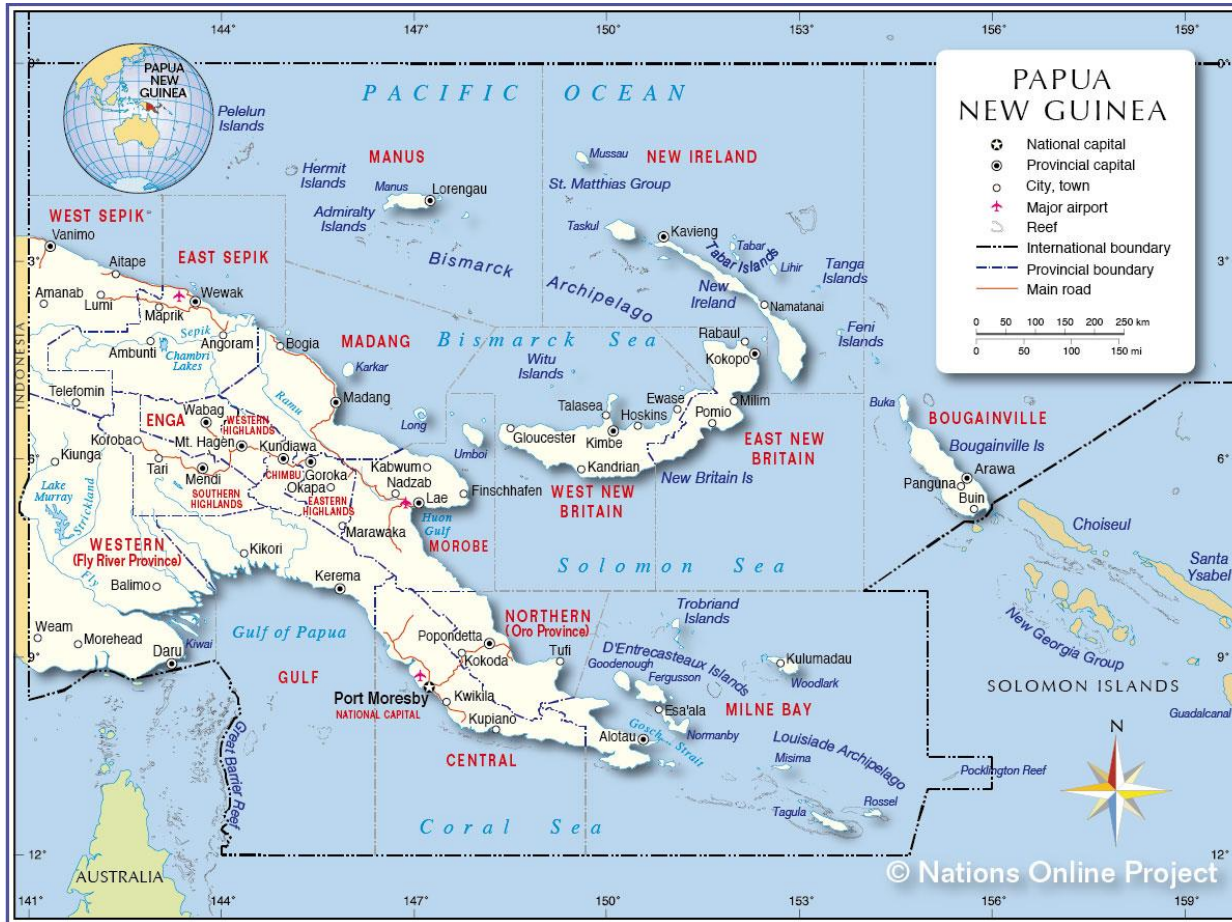 144°
147°
150°
153°
156°
159°
0°
0°
PAPUA
NEW
GUINEA
Pelelun
Islands
PACIFIC OCEAN
PAPUA
NEW GUINEA
National capital
Provincial capital
City, town
Major airport
Reef
International boundary
Provincial boundary
Main road
0 50 100 150 200 250 km
0 50 100 150 mi
MANUS
Hermit
Islands
Manus
Lorengau
Admiralty
Islands
Mussau
NEW IRELAND
St. Matthias Group
Taskul
Kavieng
Tabar
Tabar Islands
Lihir
Tanga
Islands
New
Ireland
Namatanai
Feni
Islands
Bismarck
Archipelago
WEST SEPIK
Vanimo
EAST SEPIK
3°
3°
Aitape
Amanab
Lumi
Wewak
Maprik
Sepik
Angoram
Ambunti
Chambri
Lakes
Bogia
MADANG
Karkar
Bismarck Sea
Witu
Islands
Rabaul
Kokopo
INDONESIA
Telefomin
Ramu
Madang
ENGA
Wabag
WESTERN
HIGHLANDS
Mt. Hagen
Kundiawa
Long
Talasea
Hoskins
Ewase
Milim
Pomio
Gloucester
Kimbe
EAST NEW
BRITAIN
Buka
BOUGAINVILLE
Bougainville Is
Koroba
Kiunga
Tari
Mendi
CHIMBU
Goroka
Okapa
SOUTHERN
HIGHLANDS
EASTERN
HIGHLANDS
Umboi
Kabwum
Nadzab
Lae
Finschhafen
Kandrian
New Britain Is
WEST NEW
BRITAIN
6°
6°
Arawa
Panguna
Buin
Lake
Murray
Strickland
Huon
Gulf
Marawaka
MOROBE
Choiseul
Santa
Ysabel
WESTERN
(Fly River Province)
Kikori
Kerema
Solomon Sea
Fly
Balimo
NORTHERN
(Oro Province)
Trobriand
Islands
New Georgia Group
Weam
Morehead
Daru
Kiwai
Gulf of Papua
Popondetta
Kokoda
Tufi
D'Entrecasteaux Islands
Goodenough
Fergusson
Kulumadau
Woodlark
9°
9°
SOLOMON ISLANDS
Guadalcanal
GULF
Port Moresby
NATIONAL CAPITAL
Kwikila
Kupiano
Esa'ala
MILNE BAY
Normanby
Alotau
Strait
CENTRAL
Louisiade Archipelago
Misima
Pocklington Reef
N
Great Barrier Reef
Tagula
Rossel
Coral Sea
12°
12°
AUSTRALIA
© Nations Online Project
141°
144°
147°
150°
153°
156°
159°